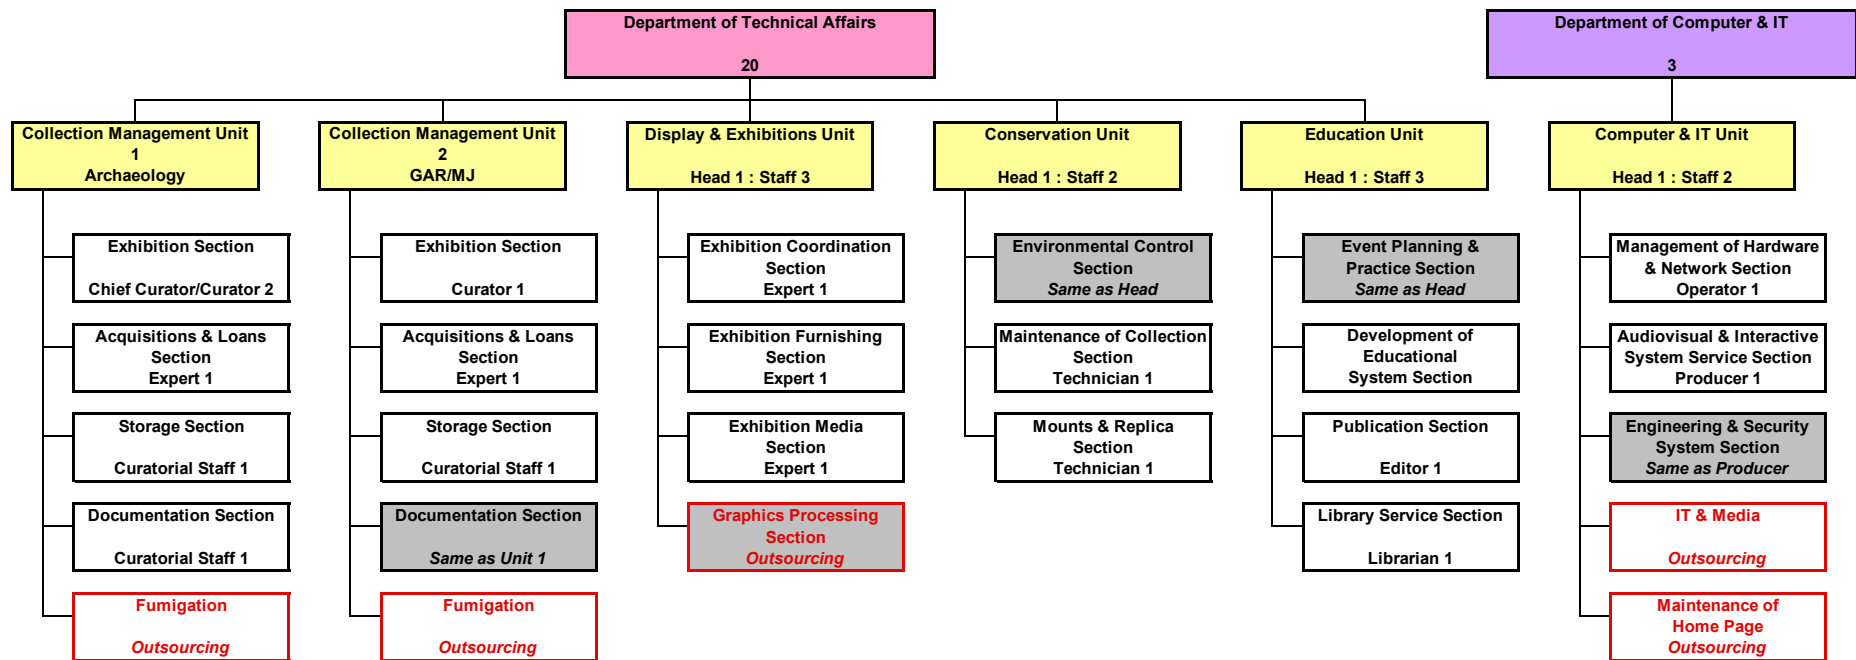 Department of Technical Affairs
20
Department of Computer & IT
3
Collection Management Unit
1
Archaeology
Collection Management Unit
2
GAR/MJ
Display & Exhibitions Unit
Head 1 : Staff 3
Conservation Unit
Head 1 : Staff 2
Education Unit
Head 1 : Staff 3
Computer & IT Unit
Head 1 : Staff 2
Exhibition Section
Chief Curator/Curator 2
Exhibition Section
Curator 1
Exhibition Coordination
Section
Expert 1
Environmental Control
Section
Same as Head
Event Planning &
Practice Section
Same as Head
Management of Hardware
& Network Section
Operator 1
Acquisitions & Loans
Section
Expert 1
Acquisitions & Loans
Section
Expert 1
Exhibition Furnishing
Section
Expert 1
Maintenance of Collection
Section
Technician 1
Development of
Educational
System Section
Audiovisual & Interactive
System Service Section
Producer 1
Storage Section
Curatorial Staff 1
Storage Section
Curatorial Staff 1
Exhibition Media
Section
Expert 1
Mounts & Replica
Section
Technician 1
Publication Section
Editor 1
Engineering & Security
System Section
Same as Producer
Documentation Section
Curatorial Staff 1
Documentation Section
Same as Unit 1
Graphics Processing
Section
Outsourcing
Library Service Section
Librarian 1
IT & Media
Outsourcing
Fumigation
Outsourcing
Fumigation
Outsourcing
Maintenance of
Home Page
Outsourcing